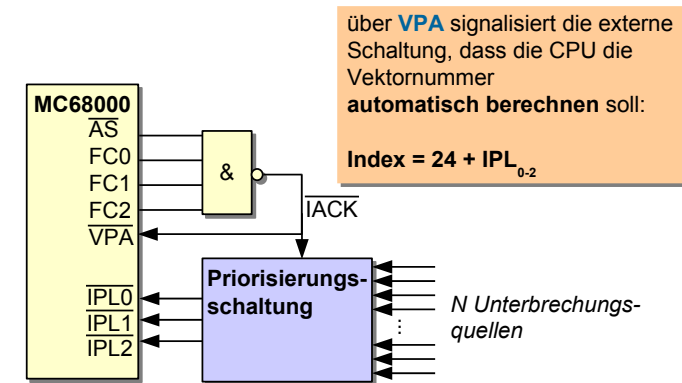 über VPA signalisiert die externe
Schaltung, dass die CPU die
Vektornummer
automatisch berechnen soll:
Index = 24 + IPL0-2
MC68000
AS
FC0
FC1
FC2
VPA
IPL0
IPL1
IPL2
&
IACK
Priorisierungs-
schaltung
N Unterbrechungs-
quellen
...